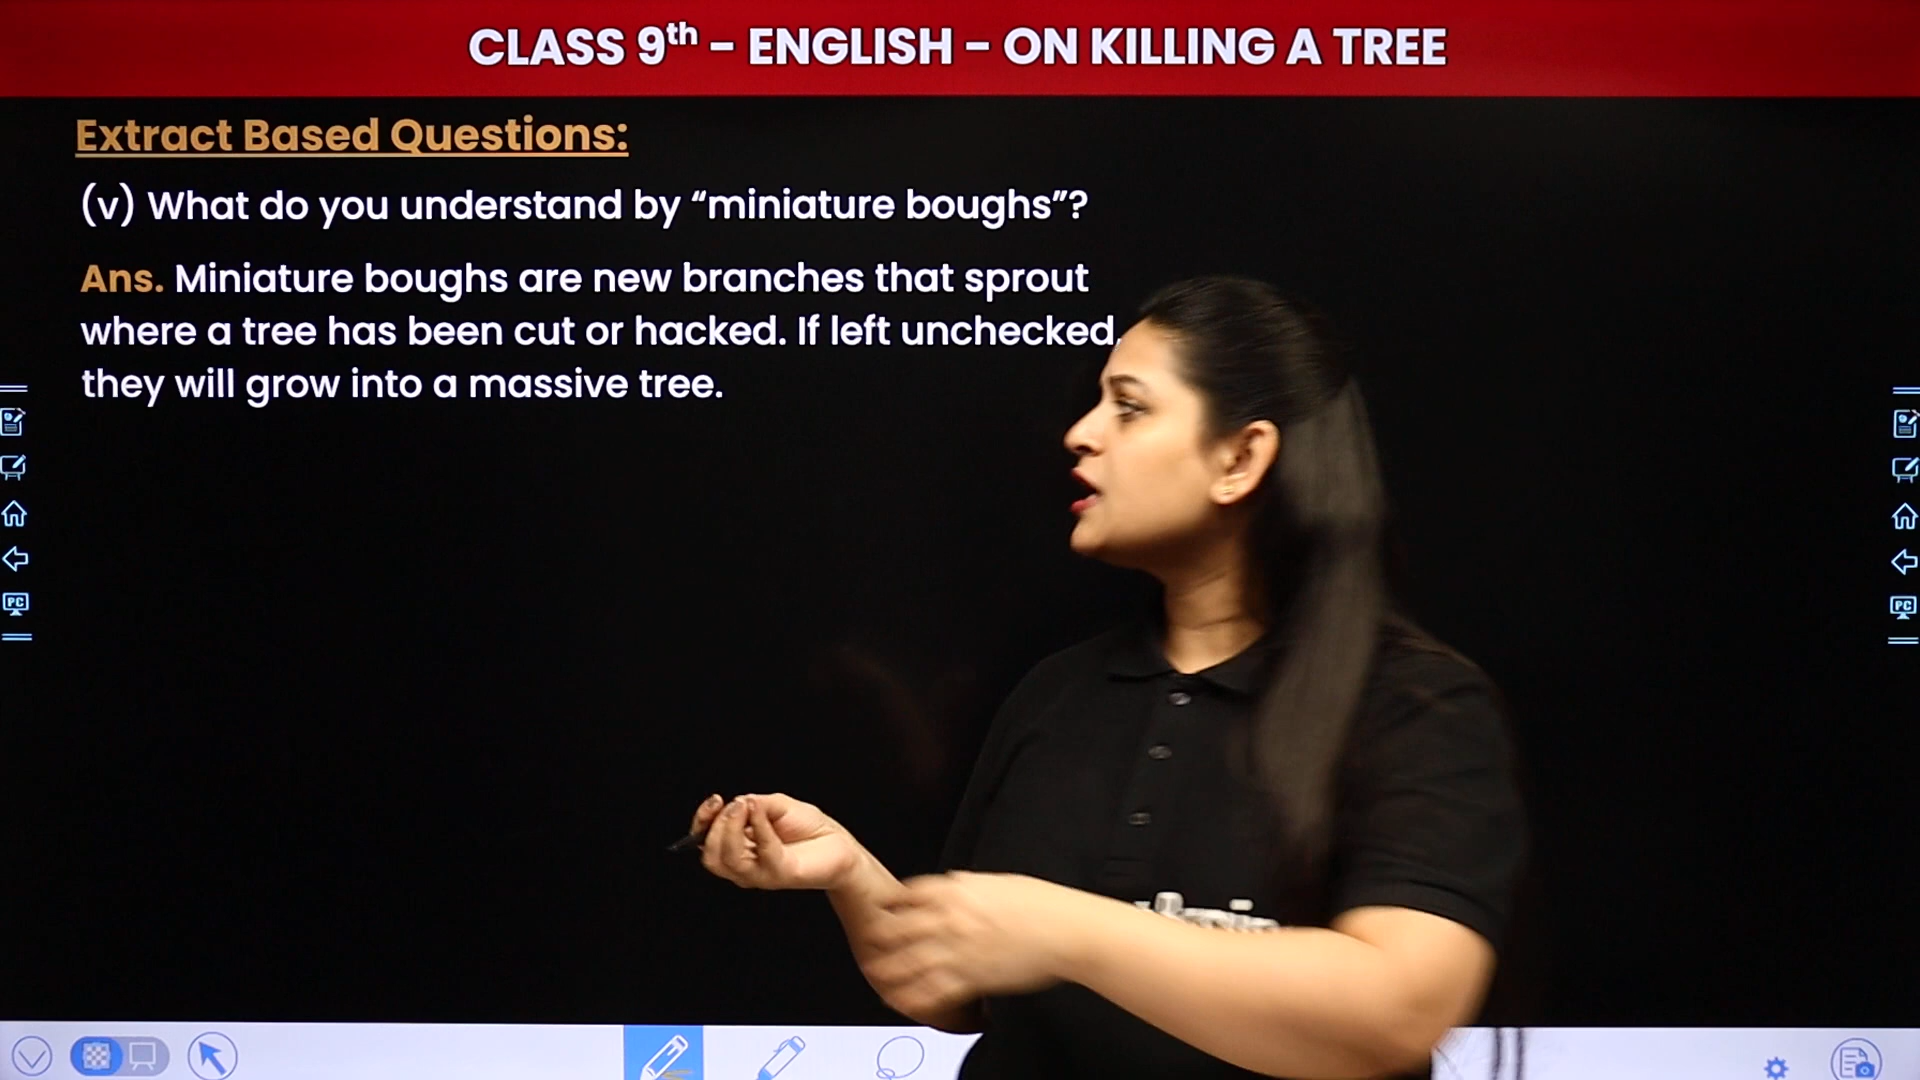 CLASS 9th – ENGLISH – ON KILLING A TREE
Extract Based Questions:
(v) What do you understand by “miniature boughs”?
Ans. Miniature boughs are new branches that sprout
where a tree has been cut or hacked. If left unchecked,
they will grow into a massive tree.
PC
PC